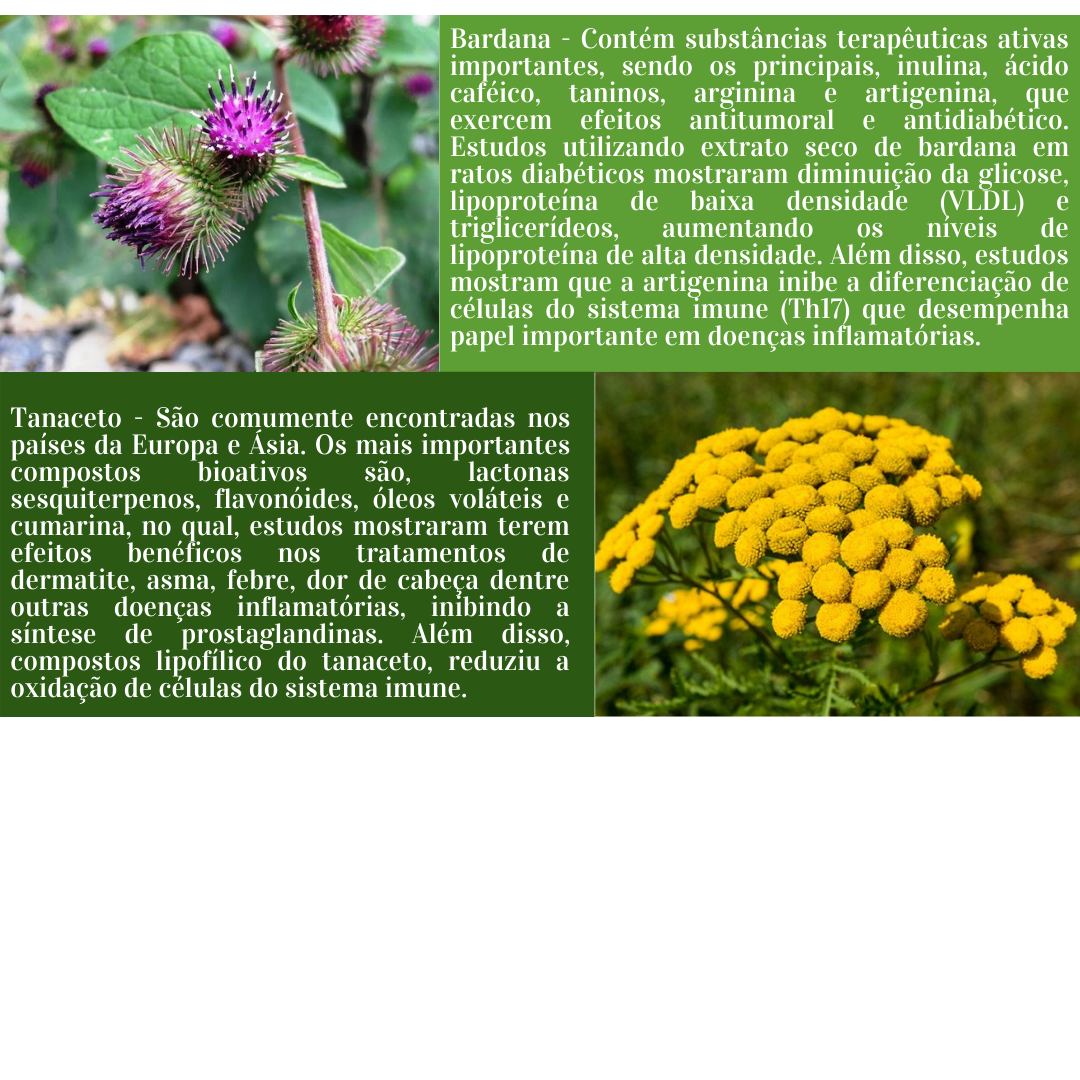 Bardana - Contém substâncias terapêuticas ativas
importantes, sendo os principais, inulina, ácido
caféico, taninos, arginina e artigenina, que
exercem efeitos antitumoral e antidiabético.
Estudos utilizando extrato seco de bardana em
ratos diabéticos mostraram diminuição da glicose,
lipoproteína de baixa densidade (VLDL) e
triglicerídeos, aumentando os níveis de
lipoproteína de alta densidade. Além disso, estudos
mostram que a artigenina inibe a diferenciação de
células do sistema imune (Th17) que desempenha
papel importante em doenças inflamatórias.
Tanaceto - São comumente encontradas nos
países da Europa e Ásia. Os mais importantes
compostos bioativos são, lactonas
sesquiterpenos, flavonóides, óleos voláteis e
cumarina, no qual, estudos mostraram terem
efeitos benéficos nos tratamentos de
dermatite, asma, febre, dor de cabeça dentre
outras doenças inflamatórias, inibindo a
síntese de prostaglandinas. Além disso,
compostos lipofílico do tanaceto, reduziu a
oxidação de células do sistema imune.